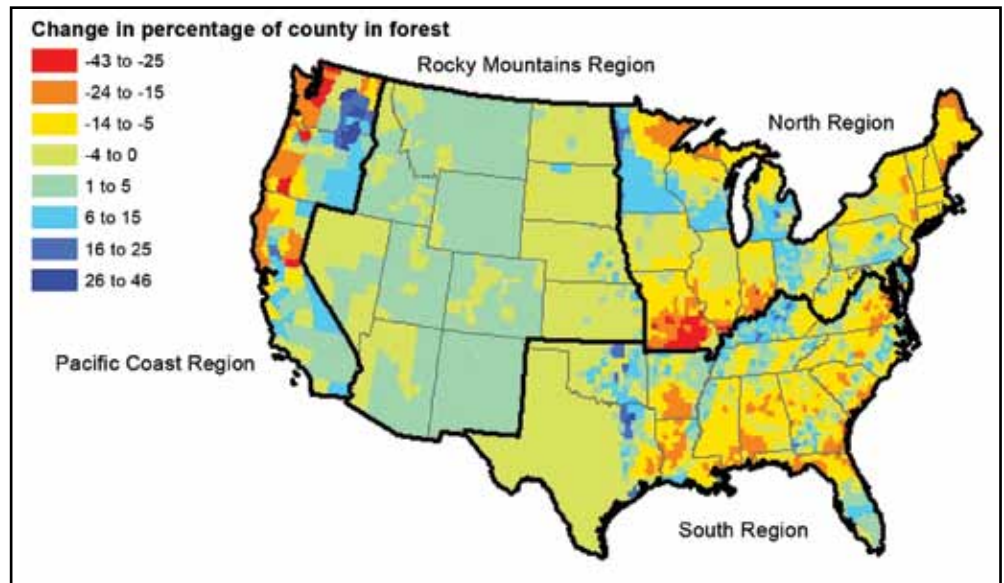 Change in percentage of county in forest
-43 to -25
-24 to -15
-14 to -5
-4 to 0
1 to 5
6 to 15
16 to 25
26 to 46
Rocky Mountains Region
North Region
Pacific Coast Region
South Region